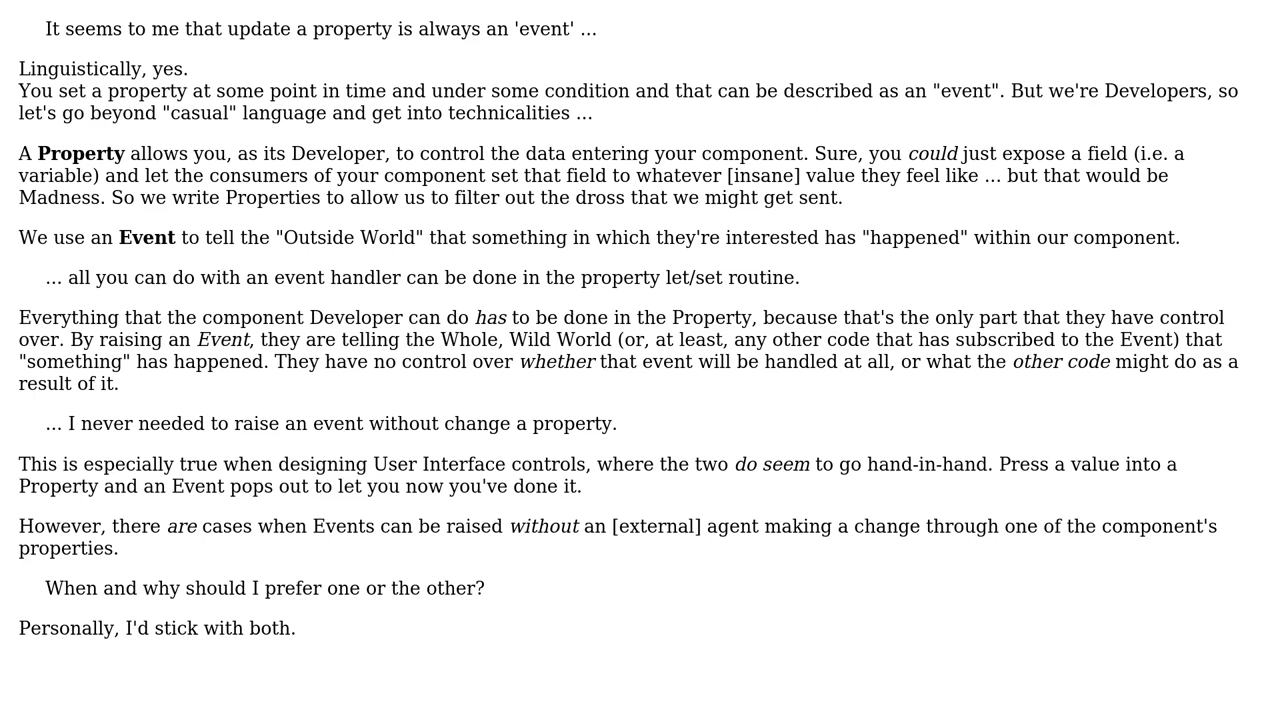 It seems to me that update a property is always an 'event' ...
Linguistically, yes.
You set a property at some point in time and under some condition and that can be described as an "event". But we're Developers, so
let's go beyond "casual" language and get into technicalities ...
A Property allows you, as its Developer, to control the data entering your component. Sure, you could just expose a field (i.e. a
variable) and let the consumers of your component set that field to whatever [insane] value they feel like ... but that would be
Madness. So we write Properties to allow us to filter out the dross that we might get sent.
We use an Event to tell the "Outside World" that something in which they're interested has "happened" within our component.
... all you can do with an event handler can be done in the property let/set routine.
Everything that the component Developer can do has to be done in the Property, because that's the only part that they have control
over. By raising an Event, they are telling the Whole, Wild World (or, at least, any other code that has subscribed to the Event) that
"something" has happened. They have no control over whether that event will be handled at all, or what the other code might do as a
result of it.
... I never needed to raise an event without change a property.
This is especially true when designing User Interface controls, where the two do seem to go hand-in-hand. Press a value into a
Property and an Event pops out to let you now you've done it.
However, there are cases when Events can be raised without an [external] agent making a change through one of the component's
properties.
When and why should I prefer one or the other?
Personally, I'd stick with both.